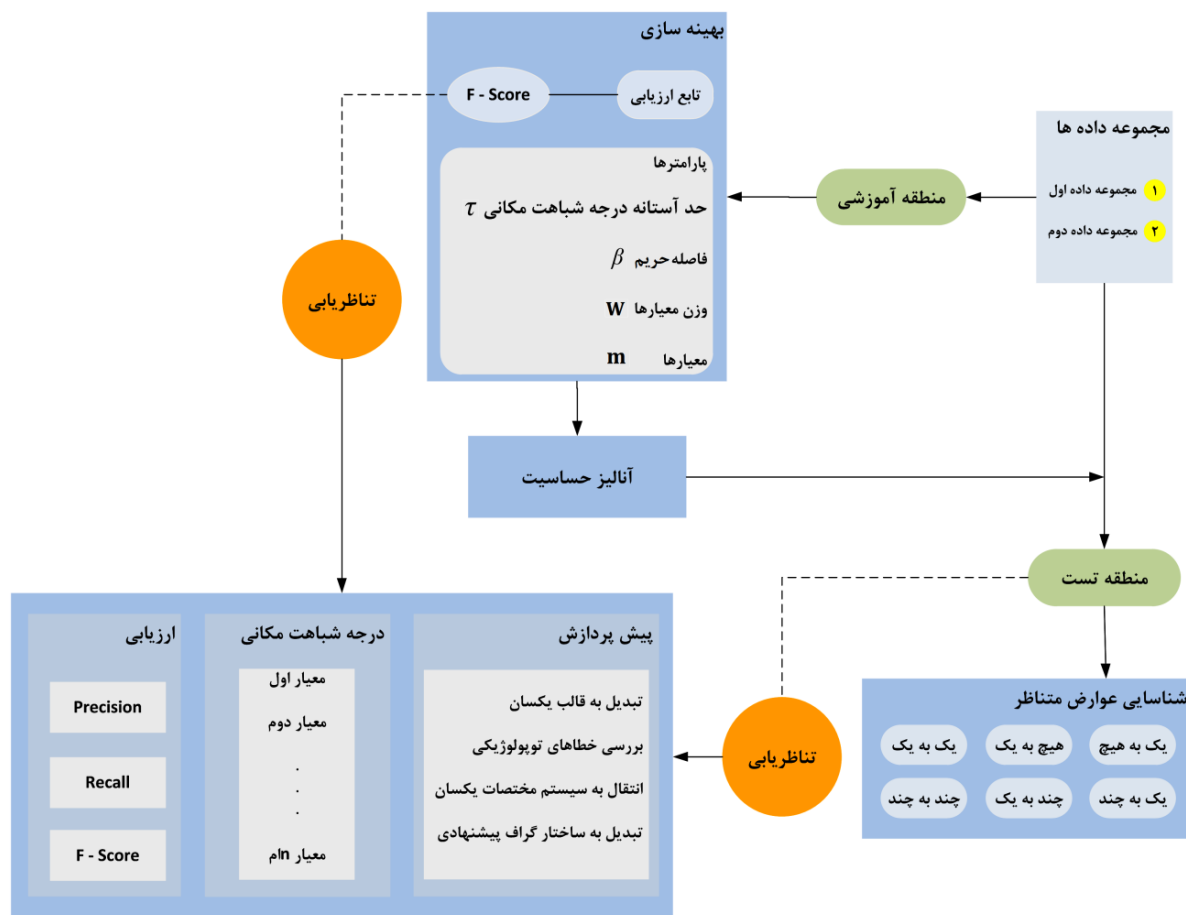 مجموعه داده ها
۱ مجموعه داده اول
۲ مجموعه داده دوم
منطقه آموزشی
بهینه سازی
تابع ارزیابی
F - Score
پارامترها
حد آستانه درجه شباهت مکانی τ
فاصله حریم β
وزن معیارها w
معیارها m
تناظریابی
آنالیز حساسیت
منطقه تست
شناسایی عوارض متناظر
یک به هیچ
هیچ به یک
یک به یک
یک به چند
چند به یک
چند به چند
تناظریابی
پیش پردازش
تبدیل به قالب یکسان
بررسی خطاهای توپولوژیکی
انتقال به سیستم مختصات یکسان
تبدیل به ساختار گراف پیشنهادی
درجه شباهت مکانی
معیار اول
معیار دوم
.
.
.
معیار nام
ارزیابی
Precision
Recall
F - Score